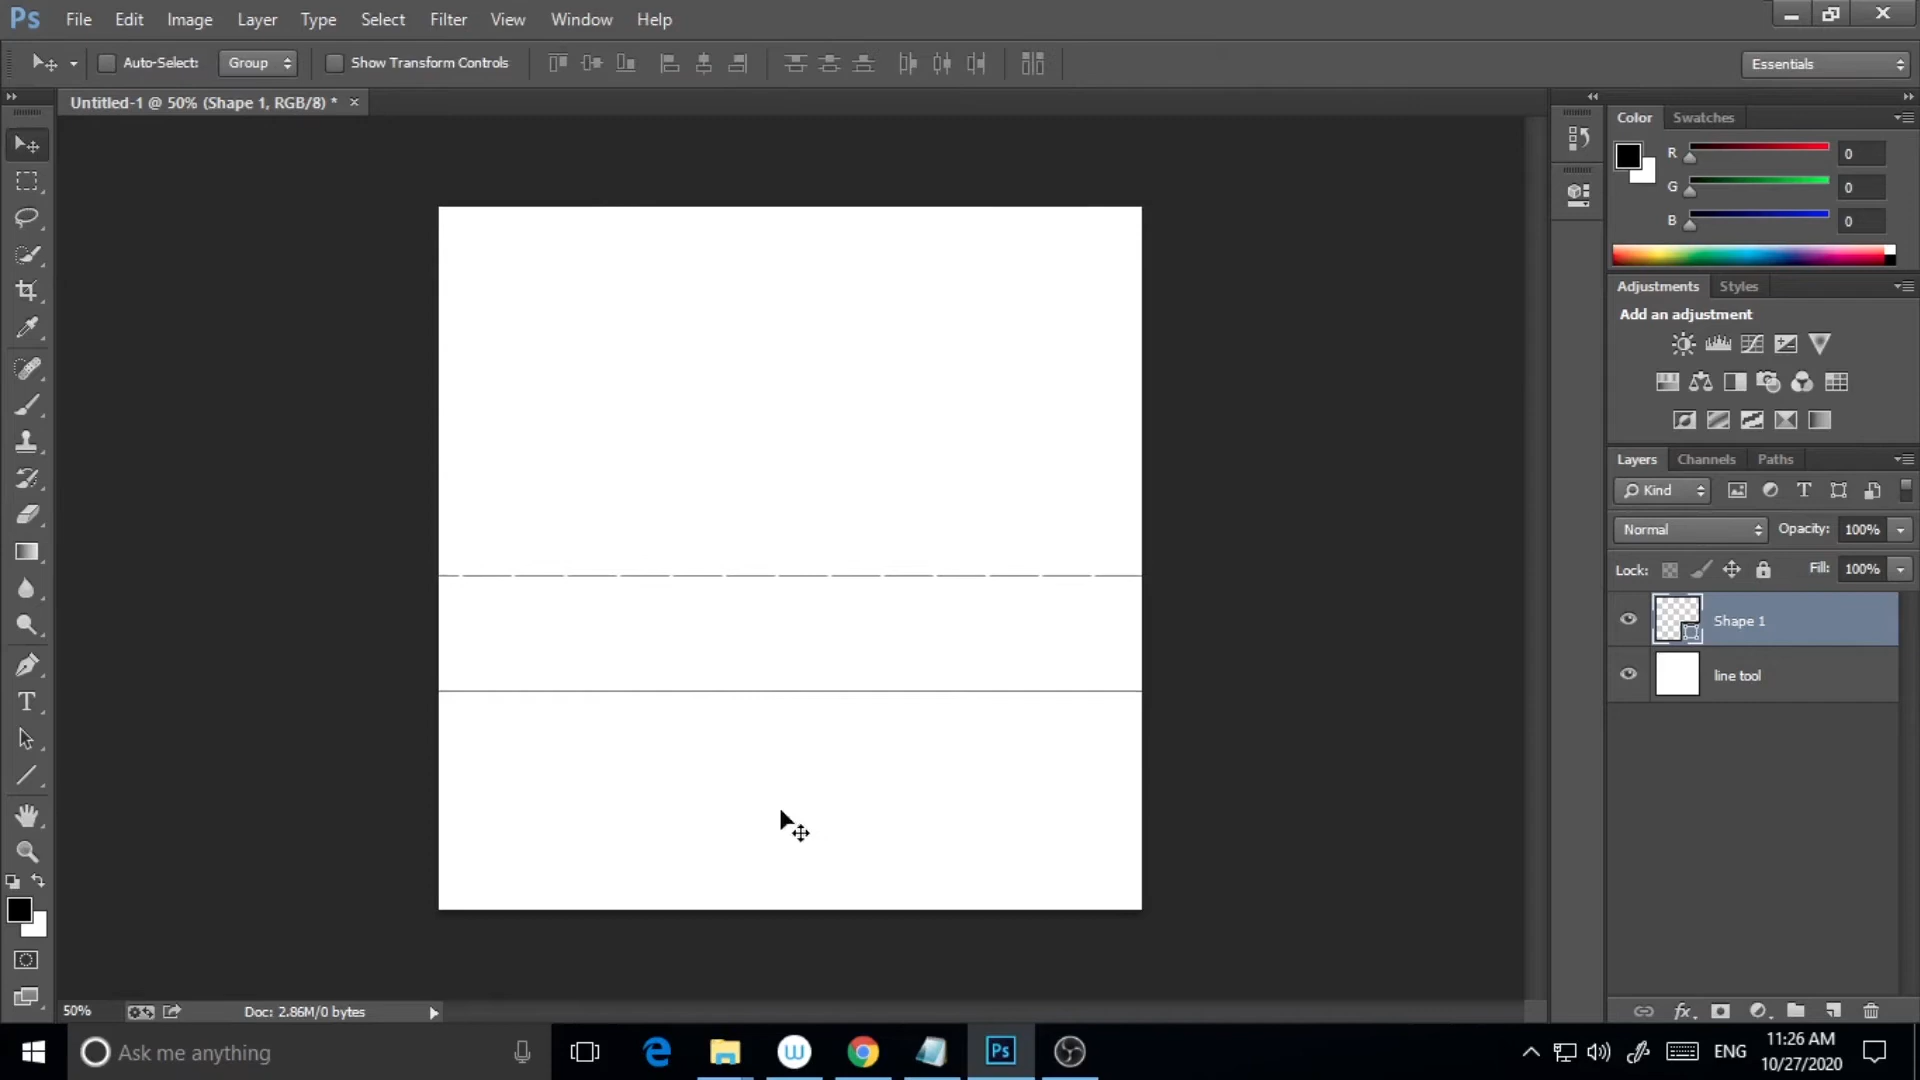 Ps File Edit Image Layer Type Select Filter View Window Help
Auto-Select: Group Show Transform Controls Essentials
Untitled-1 @ 50% (Shape 1, RGB/8) * ×
Color Swatches
R 0
G 0
B 0
Adjustments Styles
Add an adjustment
Layers Channels Paths
Kind T
Normal Opacity: 100%
Lock: Fill: 100%
Shape 1
line tool
T
50% Doc: 2.86M/0 bytes
fx
Ask me anything W Ps ENG
11:26 AM
10/27/2020